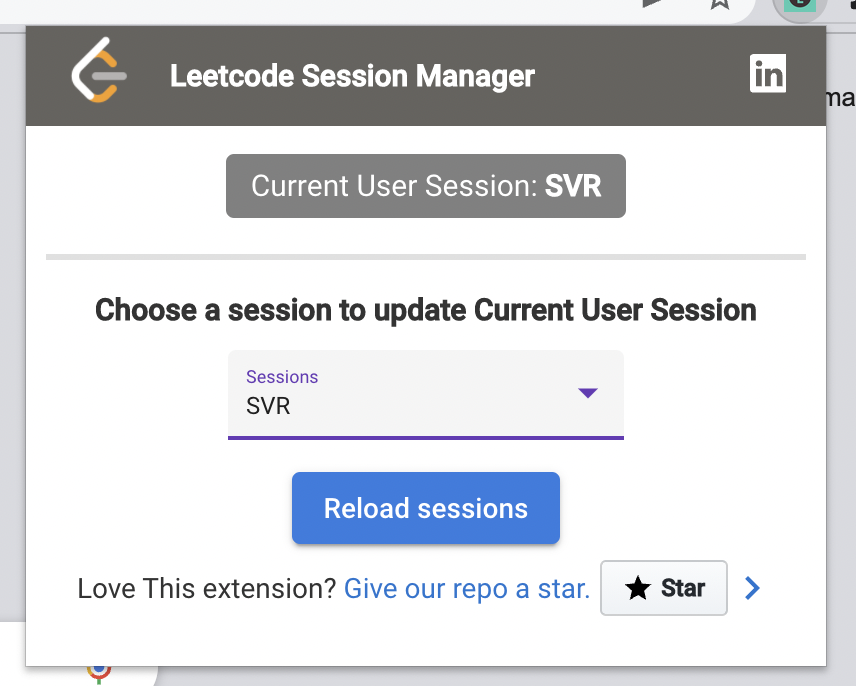 Leetcode Session Manager
in
ma
Current User Session: SVR
Choose a session to update Current User Session
Sessions
SVR
Reload sessions
Love This extension? Give our repo a star. Star